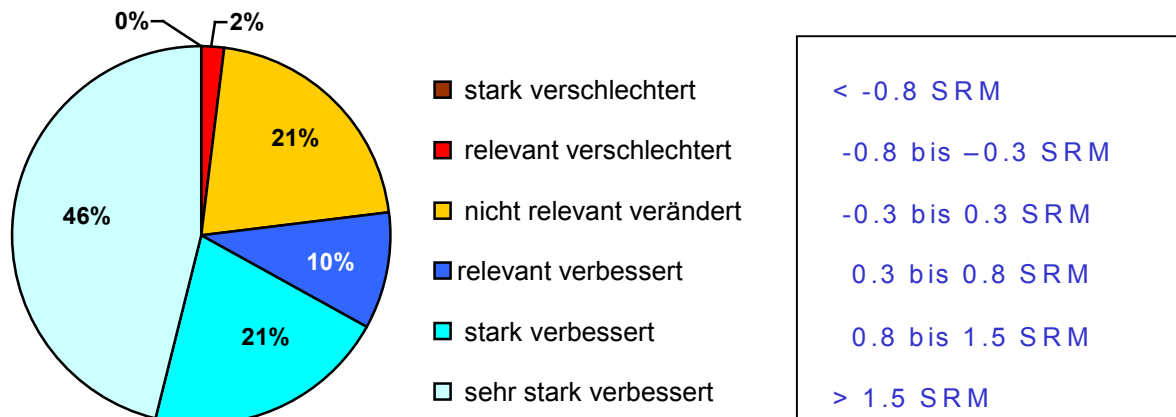 0%
2%
21%
46%
10%
21%
stark verschlechtert
relevant verschlechtert
nicht relevant verändert
relevant verbessert
stark verbessert
sehr stark verbessert
< -0.8 SRM
-0.8 bis –0.3 SRM
-0.3 bis 0.3 SRM
0.3 bis 0.8 SRM
0.8 bis 1.5 SRM
> 1.5 SRM